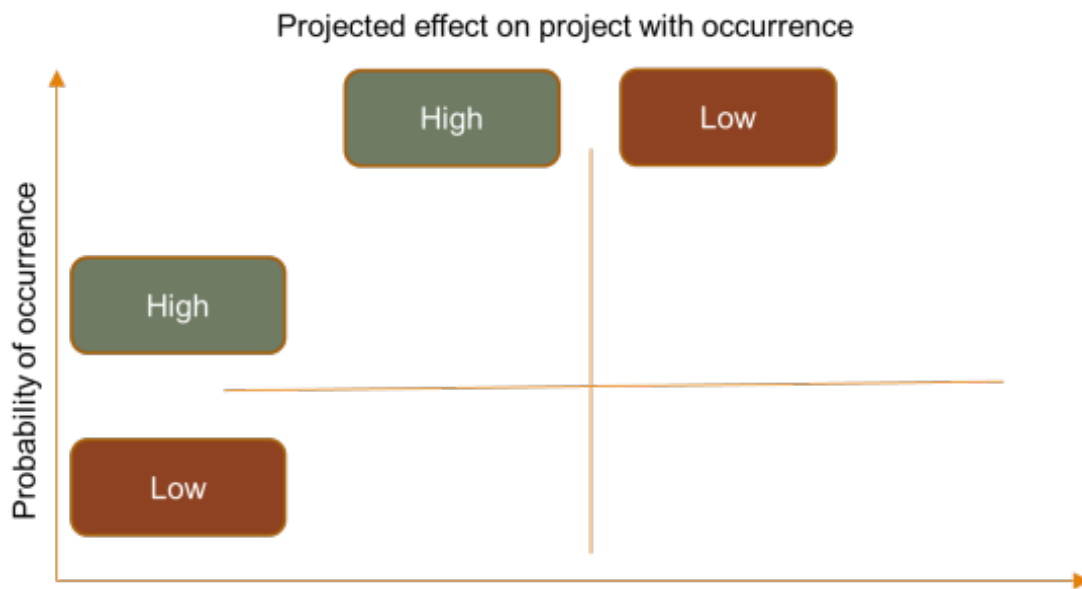 Projected effect on project with occurrence
High
Low
Probability of occurrence
High
Low